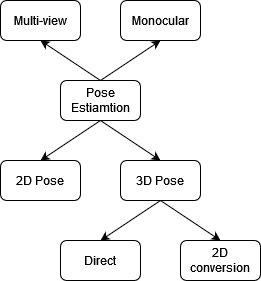 Multi-view
Monocular
Pose
Estiamtion
2D Pose
3D Pose
Direct
2D
conversion